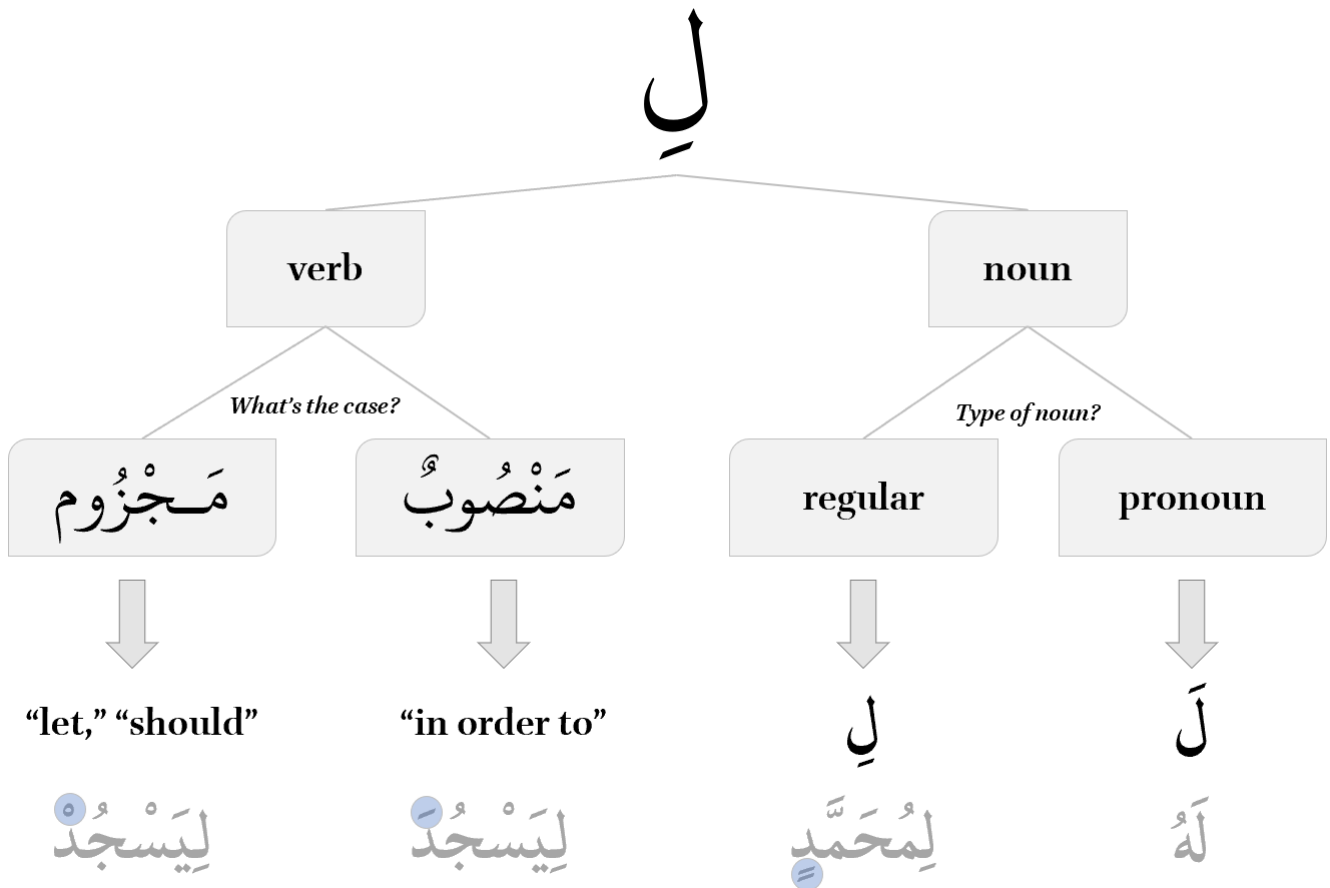 لِ
verb
noun
What's the case?
Type of noun?
مَـجْزُوم
مَنْصُوبٌ
regular
pronoun
“let,” “should”
“in order to”
لِ
لَ
لِيَسْجُدْ
لِيَسْجُدَ
لِمُحَمَّدٍ
لَهُ